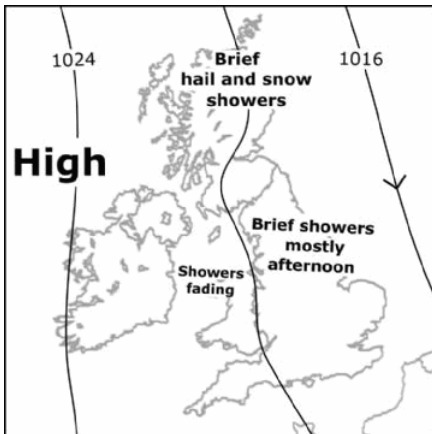 1024
Brief
hail and snow
showers
1016
High
Brief showers
mostly
afternoon
Showers
fading